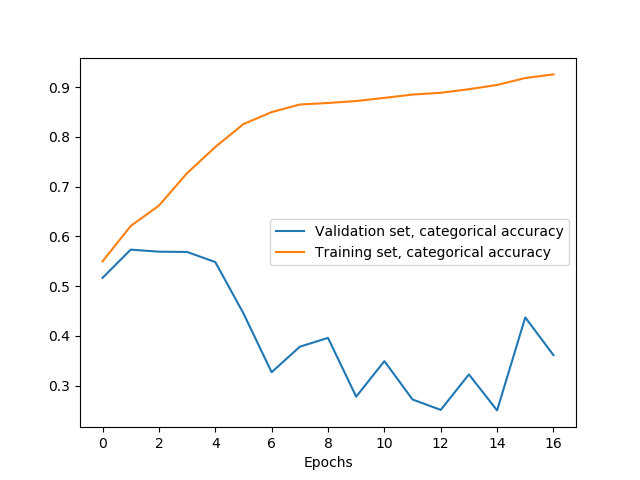 0.9
0.8
0.7
0.6
0.5
0.4
0.3
Validation set, categorical accuracy
Training set, categorical accuracy
0 2 4 6 8 10 12 14 16
Epochs